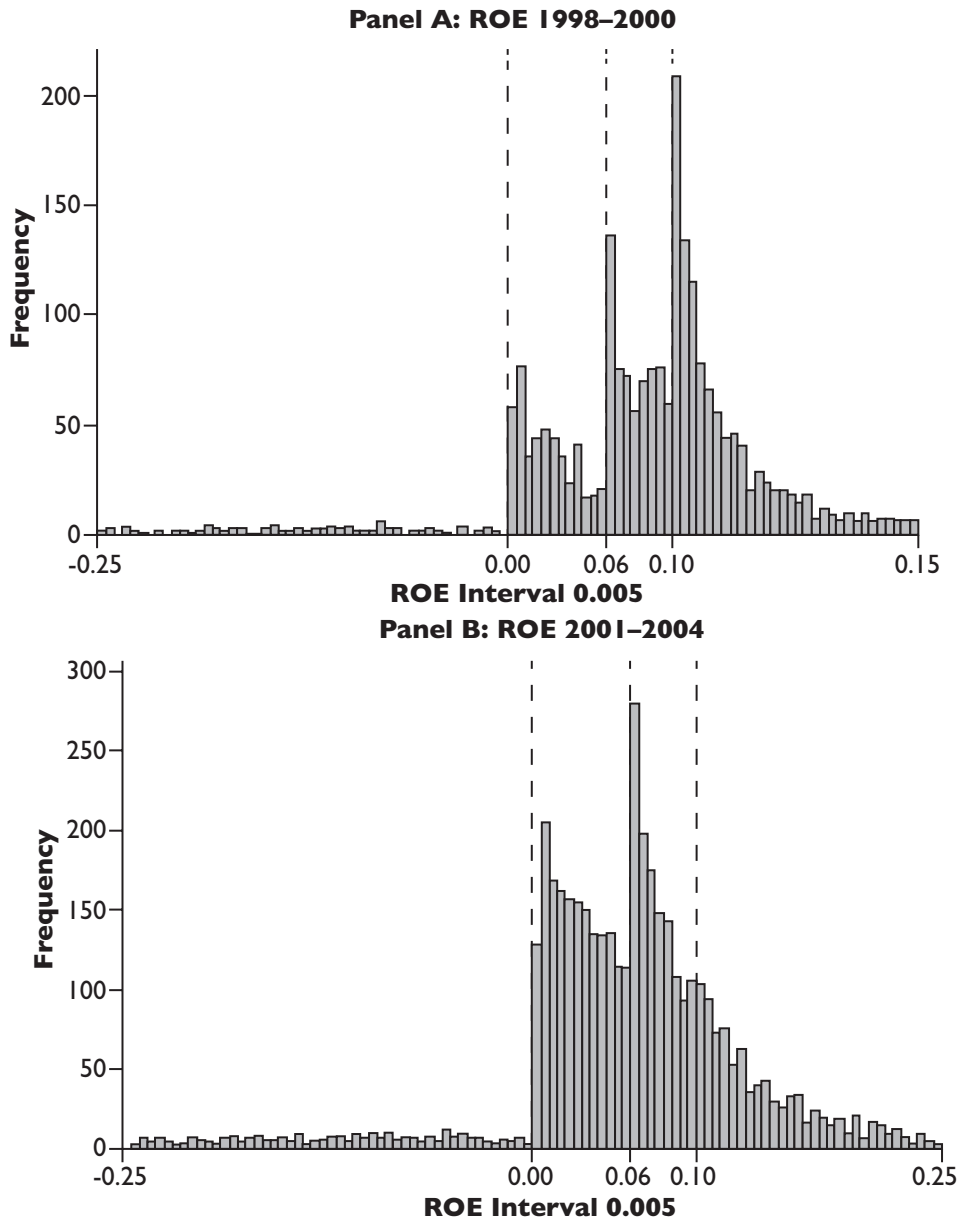 Panel A: ROE 1998–2000
200
150
100
50
0
Frequency
-0.25 0.00 0.06 0.10 0.15
ROE Interval 0.005
Panel B: ROE 2001–2004
300
250
200
150
100
50
0
Frequency
-0.25 0.00 0.06 0.10 0.25
ROE Interval 0.005